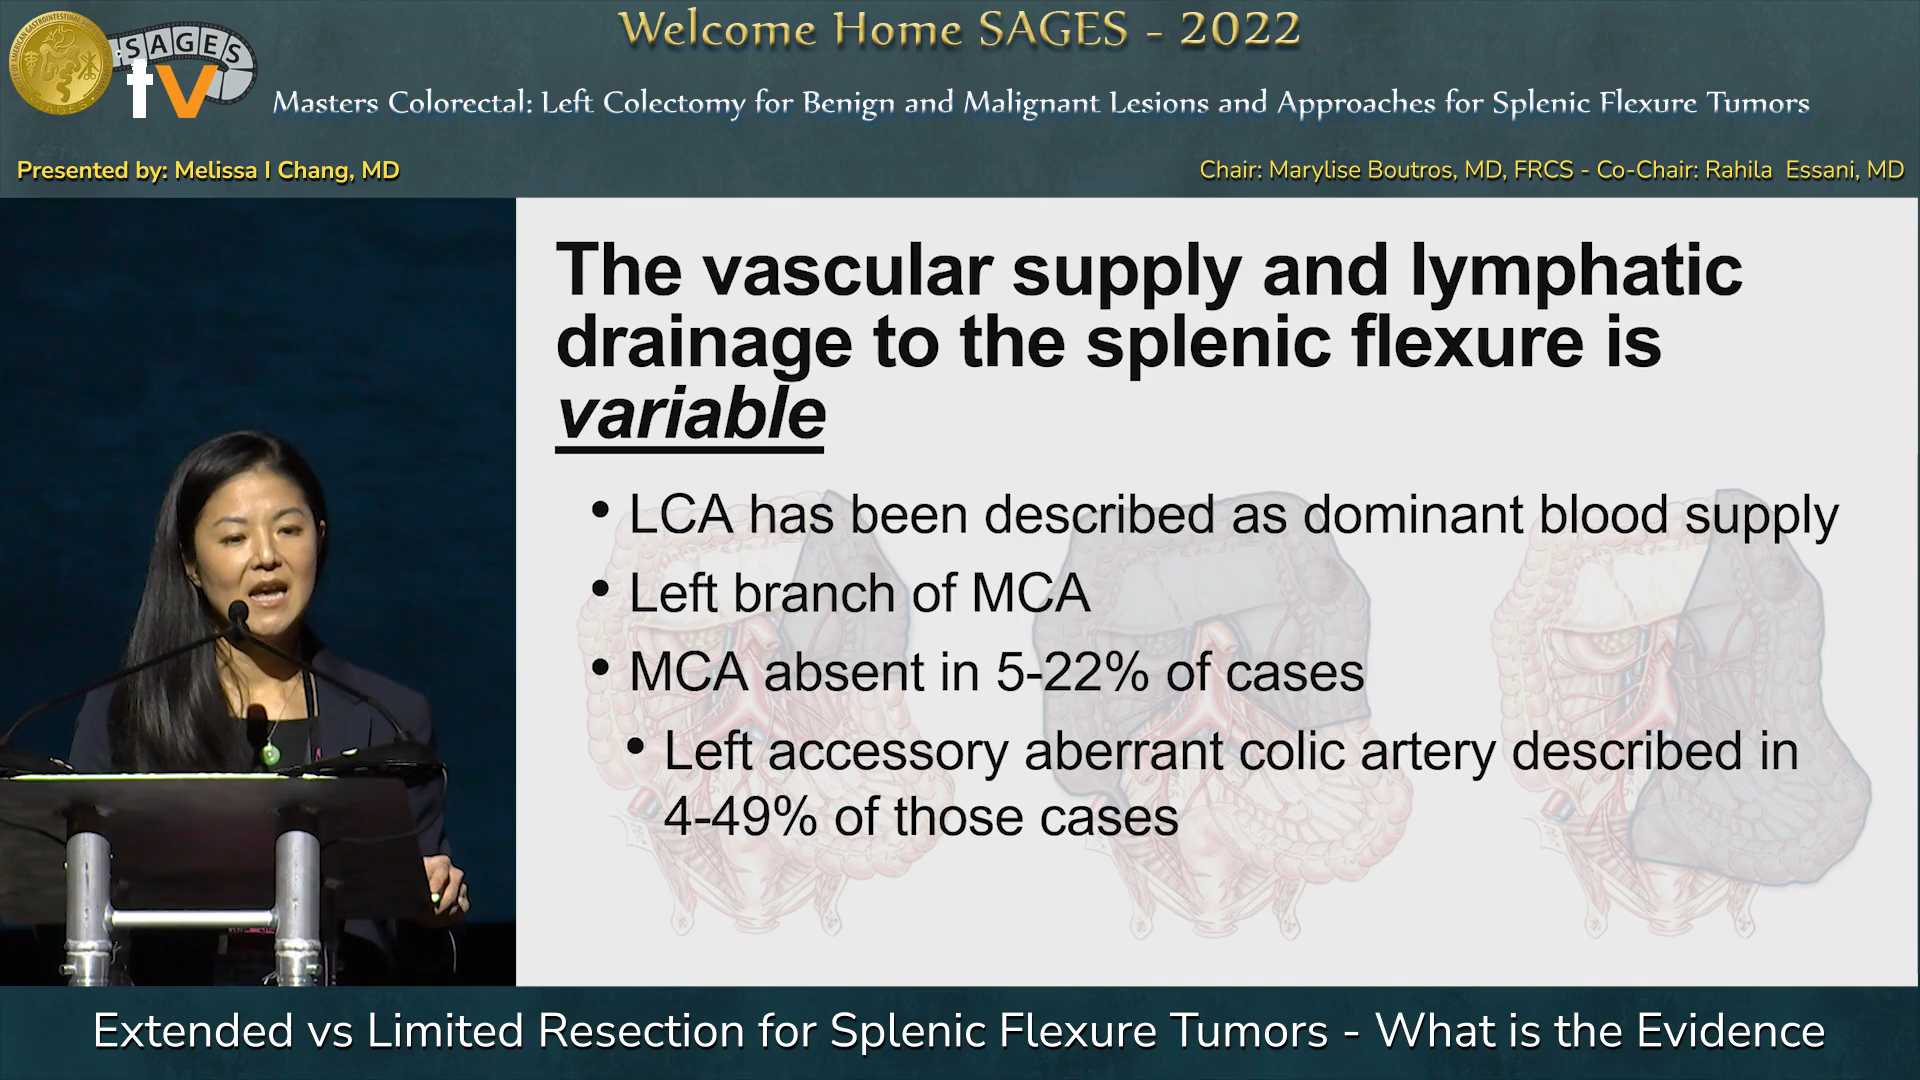 Welcome Home SAGES - 2022
SAGES
tv
Masters Colorectal: Left Colectomy for Benign and Malignant Lesions and Approaches for Splenic Flexure Tumors
Presented by: Melissa I Chang, MD
Chair: Marylise Boutros, MD, FRCS - Co-Chair: Rahila Essani, MD
The vascular supply and lymphatic
drainage to the splenic flexure is
variable
• LCA has been described as dominant blood supply
• Left branch of MCA
• MCA absent in 5-22% of cases
• Left accessory aberrant colic artery described in
4-49% of those cases
Extended vs Limited Resection for Splenic Flexure Tumors - What is the Evidence